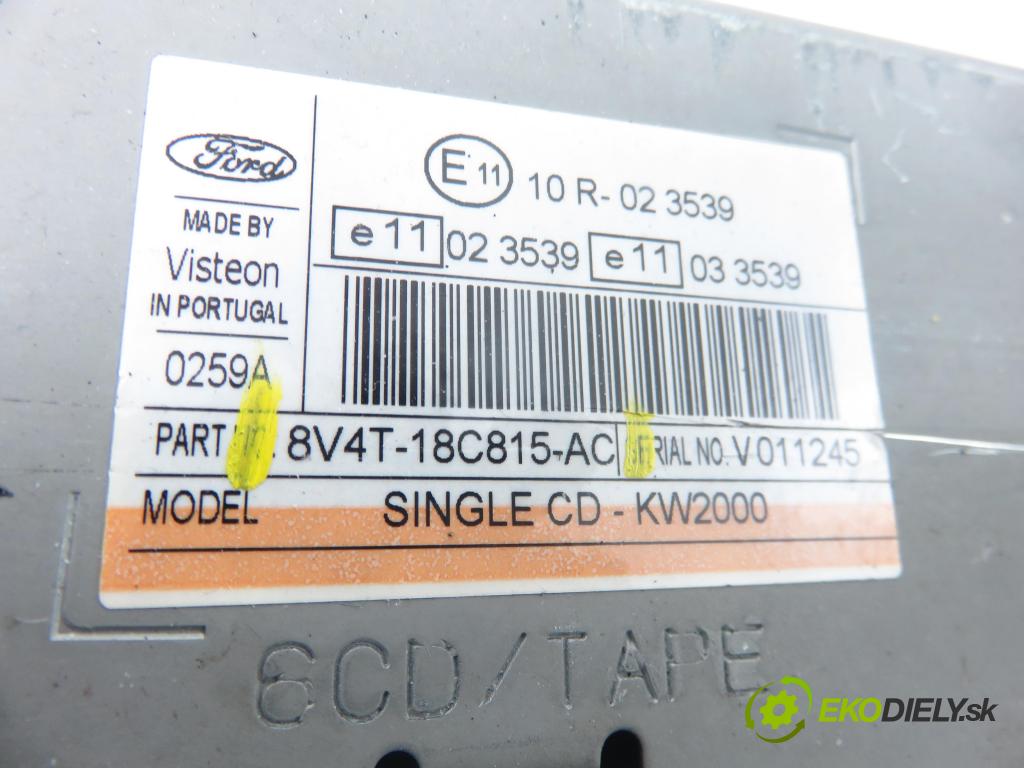 Ford
MADE BY
Visteon
IN PORTUGAL
0259A
E 11 10 R- 02 3539
e 11 02 3539 e 11 03 3539
PART 8V4T-18C815-AC SERIAL NO. V 011245
MODEL SINGLE CD - KW2000
6CD/TAPE
EKODIELY.sk